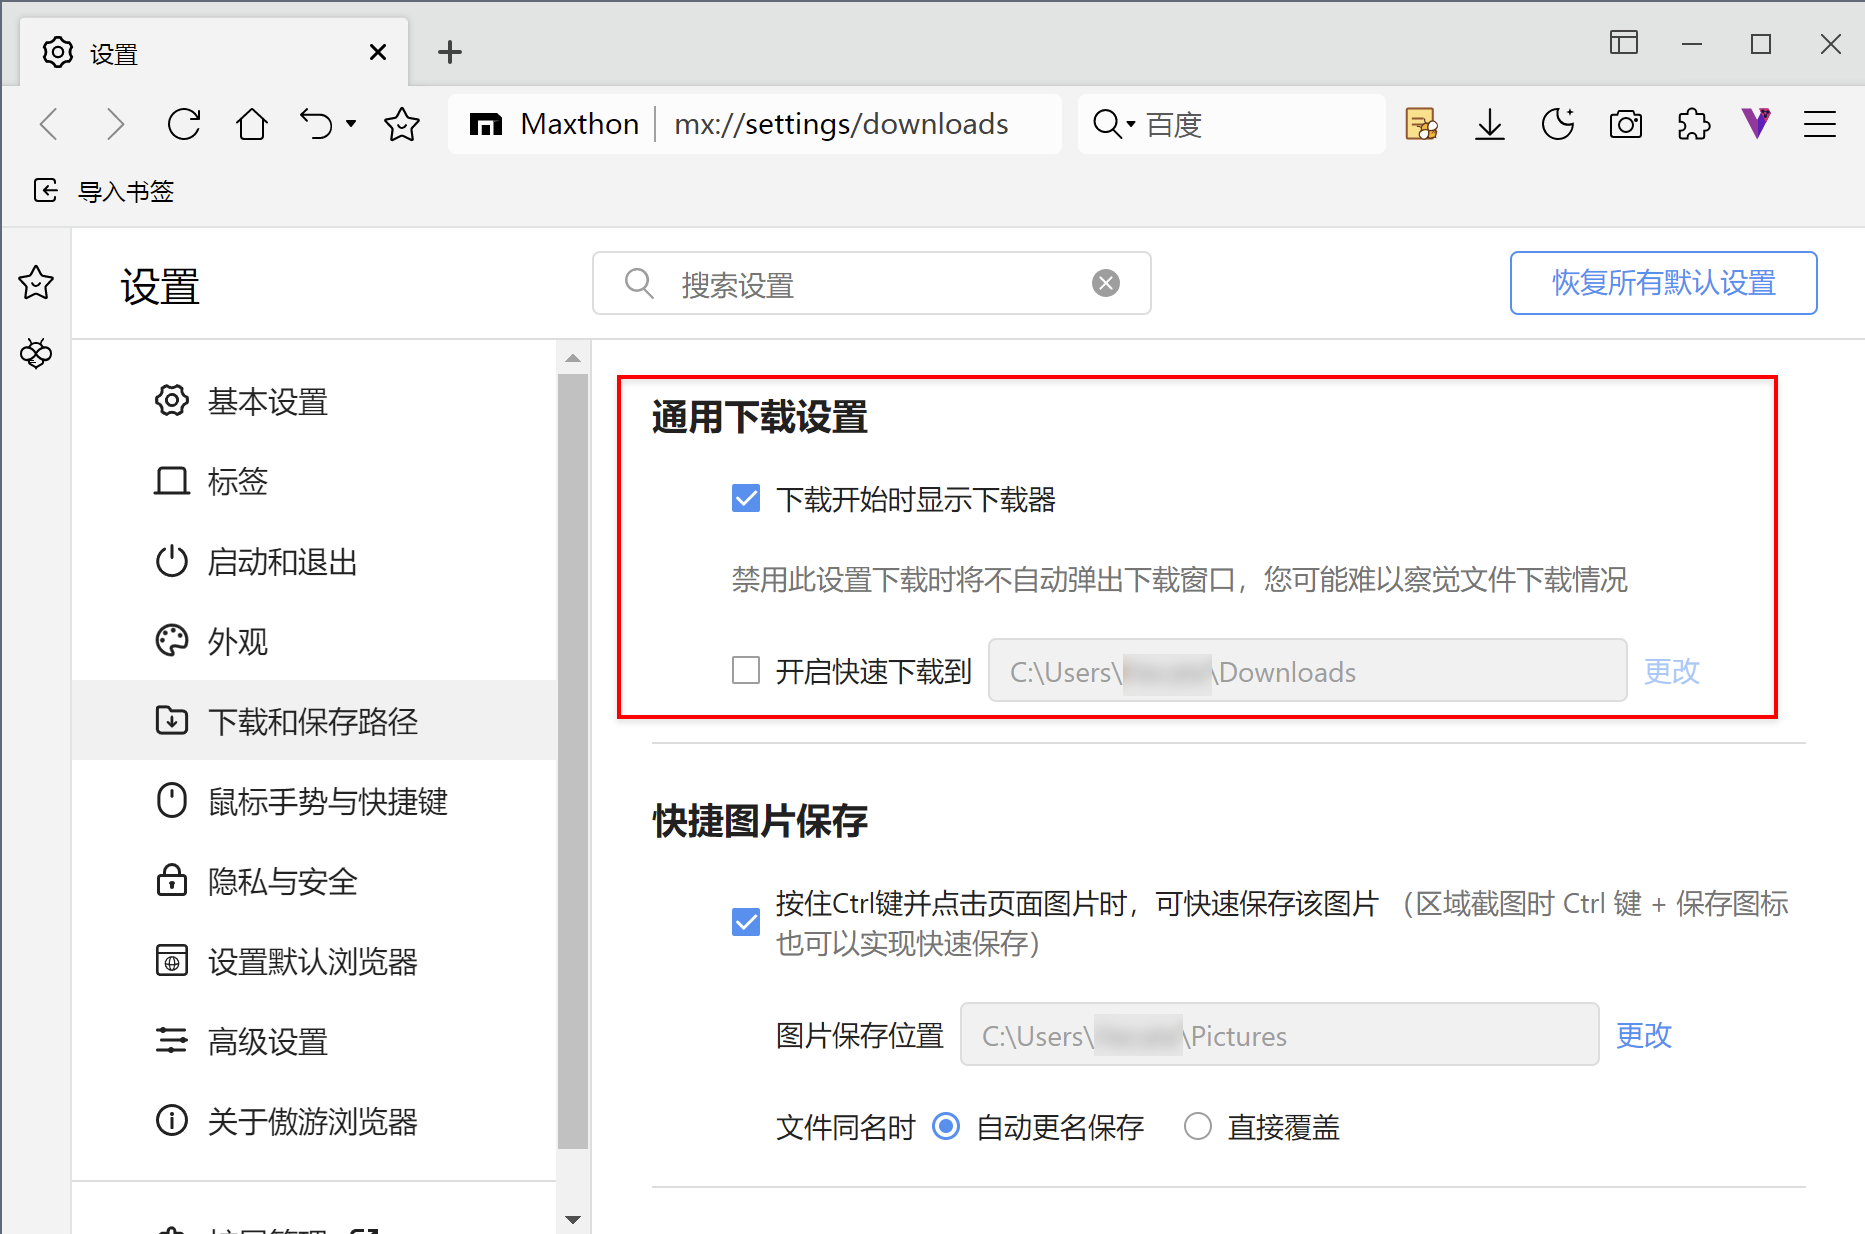 设置
Maxthon
mx://settings/downloads
百度
导入书签
设置
搜索设置
恢复所有默认设置
基本设置
标签
启动和退出
外观
下载和保存路径
鼠标手势与快捷键
隐私与安全
设置默认浏览器
高级设置
关于傲游浏览器
通用下载设置
下载开始时显示下载器
禁用此设置下载时将不自动弹出下载窗口，您可能难以察觉文件下载情况
开启快速下载到
C:\Users\ \Downloads
更改
快捷图片保存
按住Ctrl键并点击页面图片时，可快速保存该图片 （区域截图时 Ctrl 键 + 保存图标
也可以实现快速保存）
图片保存位置
C:\Users\ \Pictures
更改
文件同名时
自动更名保存
直接覆盖